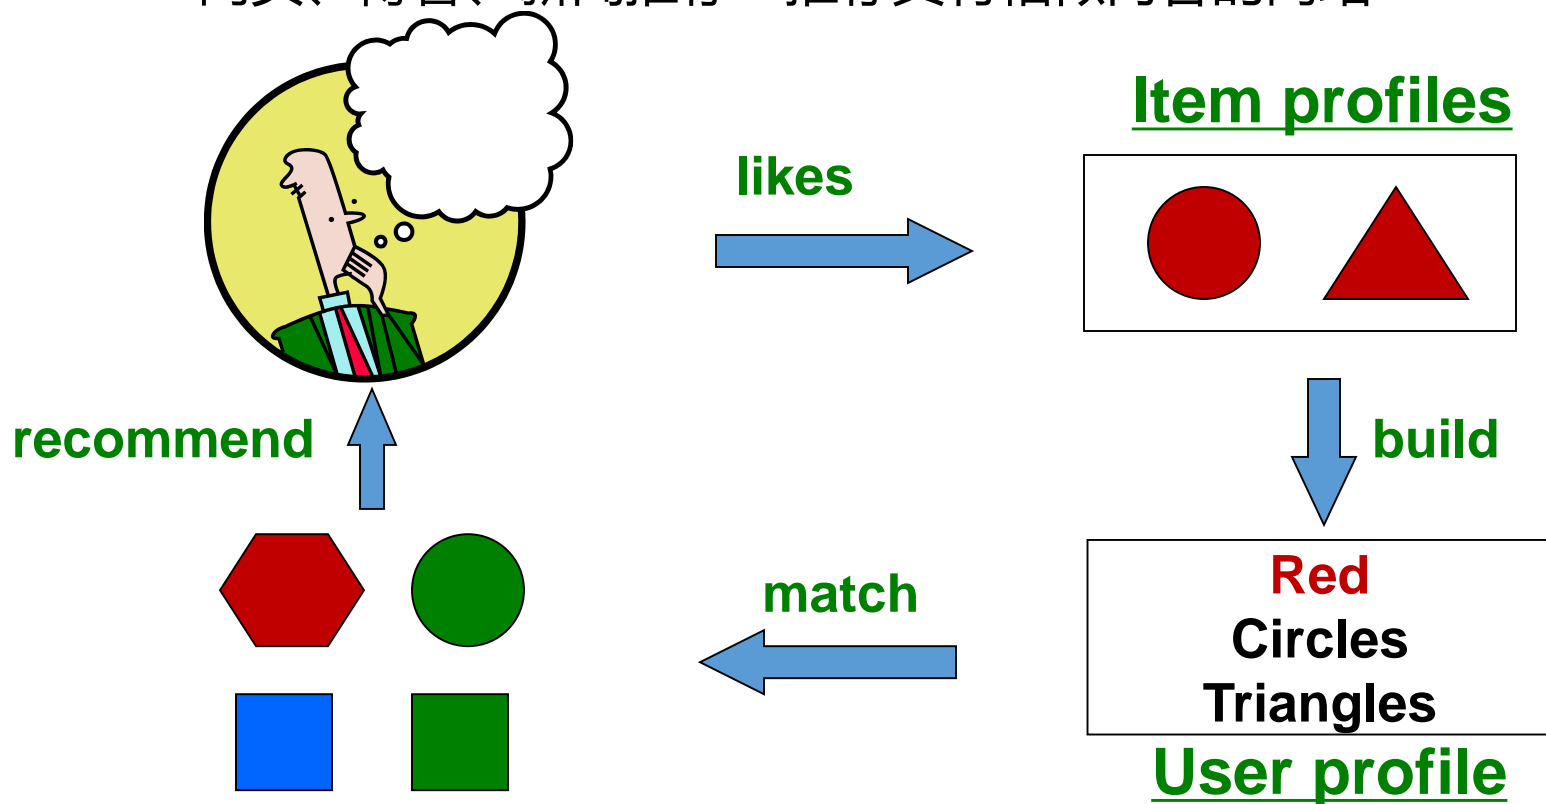 Item profiles
likes
recommend
build
match
Red
Circles
Triangles
User profile